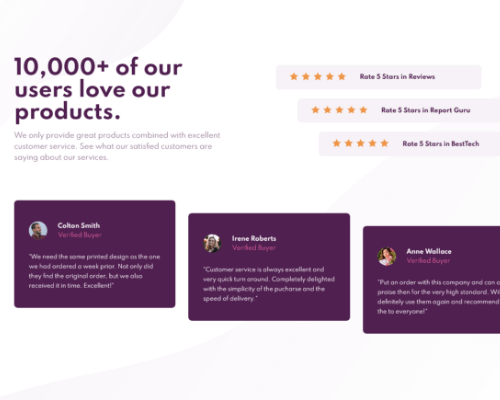 10,000+ of our
users love our
products.
We only provide great products combined with excellent
customer service. See what our satisfied customers are
saying about our services.
Rate 5 Stars in Reviews
Rate 5 Stars in Report Guru
Rate 5 Stars in BestTech
Colton Smith
Verified Buyer
"We need the same printed design as the one
we had ordered a week prior. Not only did
they fnd the original order, but we also
received it in time. Excellent!"
Irene Roberts
Verified Buyer
"Customer service is always excellent and
very quick turn around. Completely delighted
with the simplicity of the pucharse and the
speed of delivery."
Anne Wallace
Verified Buyer
"Put an order with this company and can
praise then for the very high standard.
definitely use them again and recommend
the to everyone!"